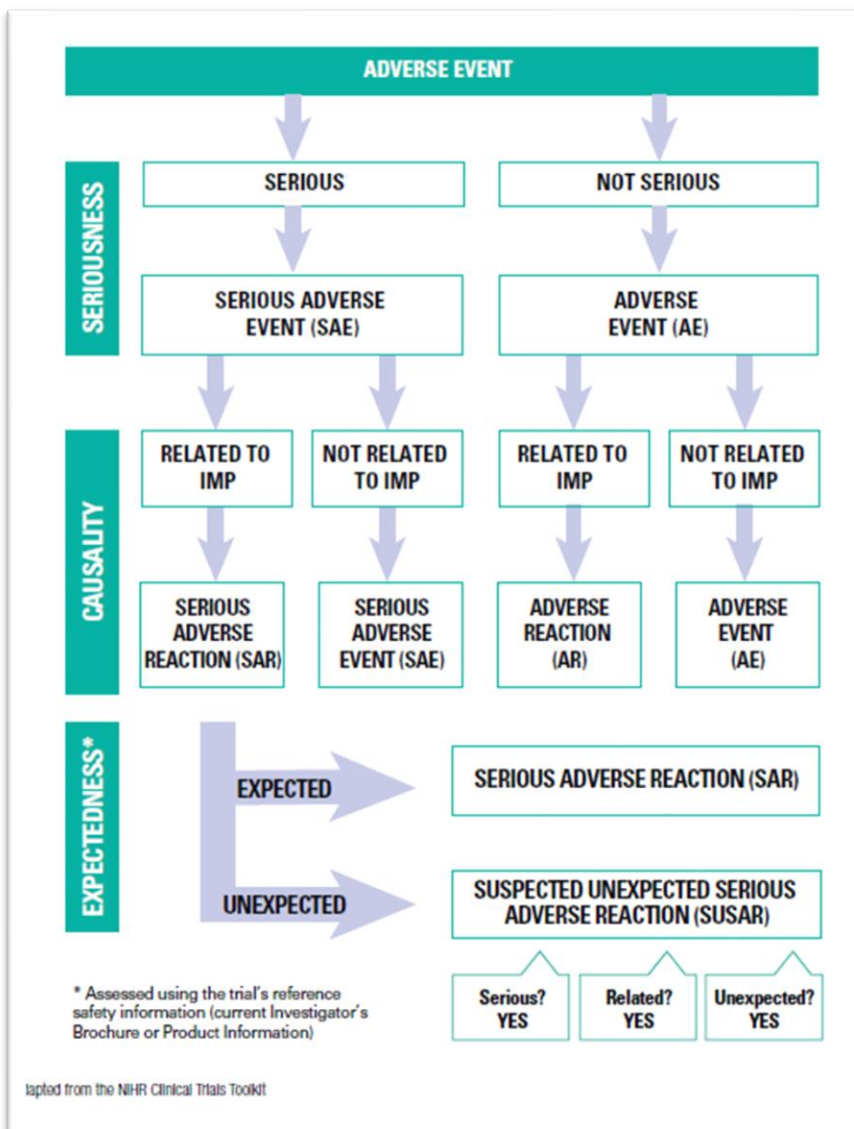 ADVERSE EVENT
SERIOUSNESS
SERIOUS
NOT SERIOUS
SERIOUS ADVERSE
EVENT (SAE)
ADVERSE
EVENT (AE)
CAUSALITY
RELATED TO
IMP
NOT RELATED
TO IMP
RELATED TO
IMP
NOT RELATED
TO IMP
SERIOUS
ADVERSE
REACTION (SAR)
SERIOUS
ADVERSE
EVENT (SAE)
ADVERSE
REACTION
(AR)
ADVERSE
EVENT
(AE)
EXPECTEDNESS*
EXPECTED
SERIOUS ADVERSE REACTION (SAR)
UNEXPECTED
SUSPECTED UNEXPECTED SERIOUS
ADVERSE REACTION (SUSAR)
Serious?
YES
Related?
YES
Unexpected?
YES
* Assessed using the trial's reference
safety information (current Investigator's
Brochure or Product Information)
lapted from the NIHR Clinical Trials Toolkit